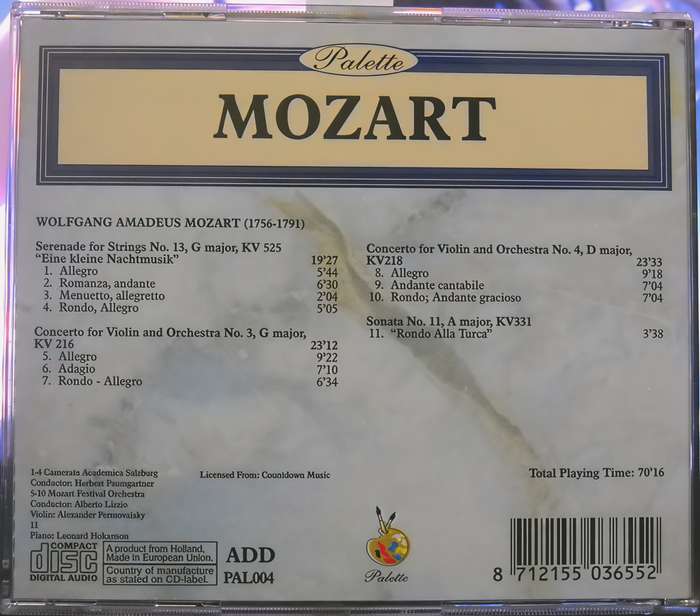 Palette
MOZART
WOLFGANG AMADEUS MOZART (1756-1791)
Serenade for Strings No. 13, G major, KV 525
"Eine kleine Nachtmusik" 19'27
1. Allegro 5'44
2. Romanza, andante 6'30
3. Menuetto, allegretto 2'04
4. Rondo, Allegro 5'05
Concerto for Violin and Orchestra No. 3, G major,
KV 216 23'12
5. Allegro 9'22
6. Adagio 7'10
7. Rondo - Allegro 6'34
Concerto for Violin and Orchestra No. 4, D major,
KV218 23'33
8. Allegro 9'18
9. Andante cantabile 7'04
10. Rondo; Andante gracioso 7'04
Sonata No. 11, A major, KV331
11. "Rondo Alla Turca" 3'38
1-4 Camerata Academica Salzburg
Conductor: Herbert Paumgartner
5-10 Mozart Festival Orchestra
Conductor: Alberto Lizzio
Violin: Alexander Pervomaisky
11
Piano: Leonard Hokanson
Licensed From: Countdown Music
Total Playing Time: 70'16
COMPACT
disc
DIGITAL AUDIO
A product from Holland,
Made in European Union.
Country of manufacture
as stated on CD-label.
ADD
PAL004
Palette
8 712155 036552